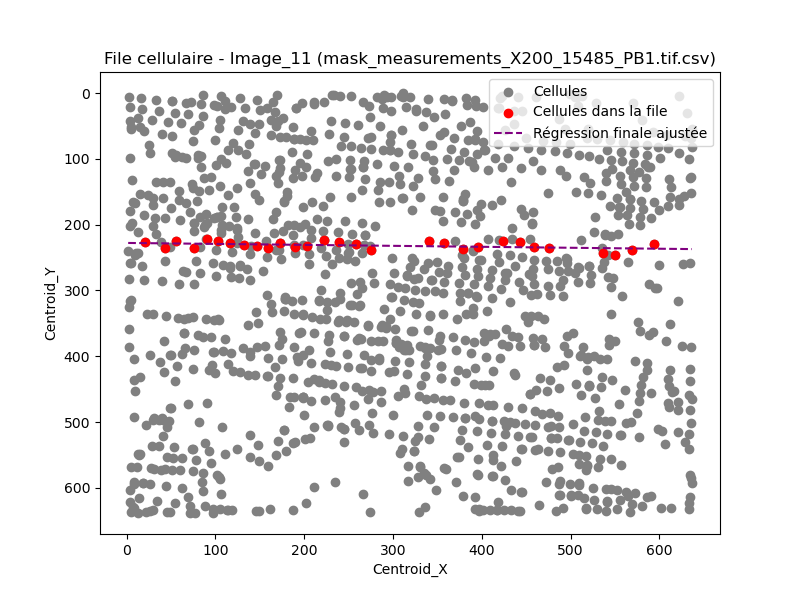 File cellulaire - Image_11 (mask_measurements_X200_15485_PB1.tif.csv)
Cellules
Cellules dans la file
Régression finale ajustée
0
100
200
300
400
500
600
Centroid_Y
0 100 200 300 400 500 600
Centroid_X